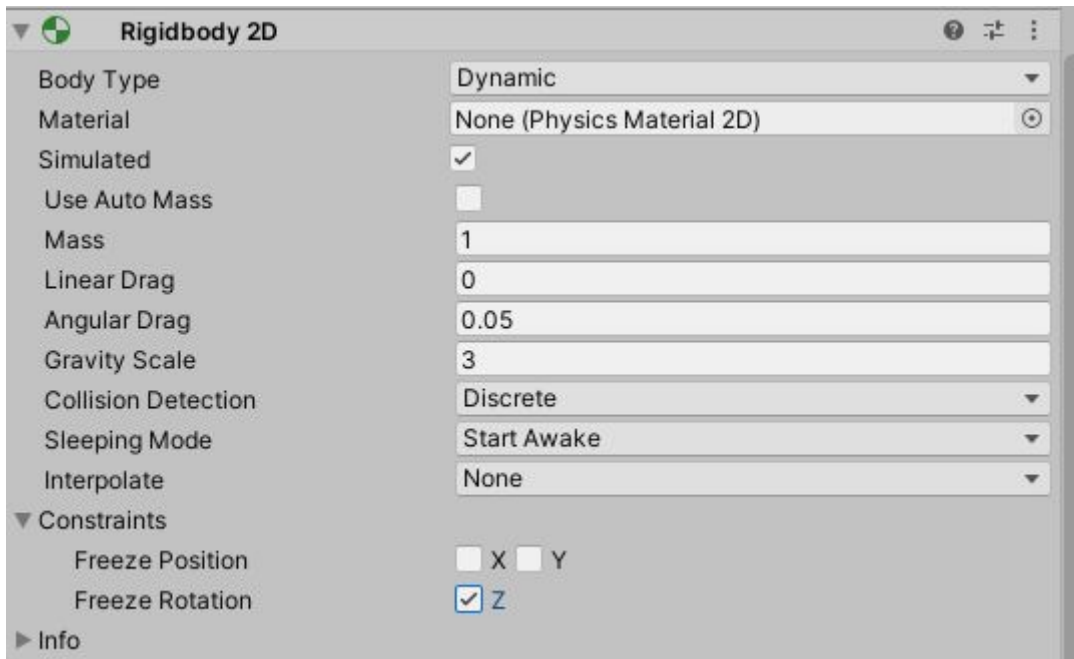 Rigidbody 2D
Body Type Dynamic
Material None (Physics Material 2D)
Simulated
Use Auto Mass
Mass 1
Linear Drag 0
Angular Drag 0.05
Gravity Scale 3
Collision Detection Discrete
Sleeping Mode Start Awake
Interpolate None
Constraints
Freeze Position X Y
Freeze Rotation Z
Info